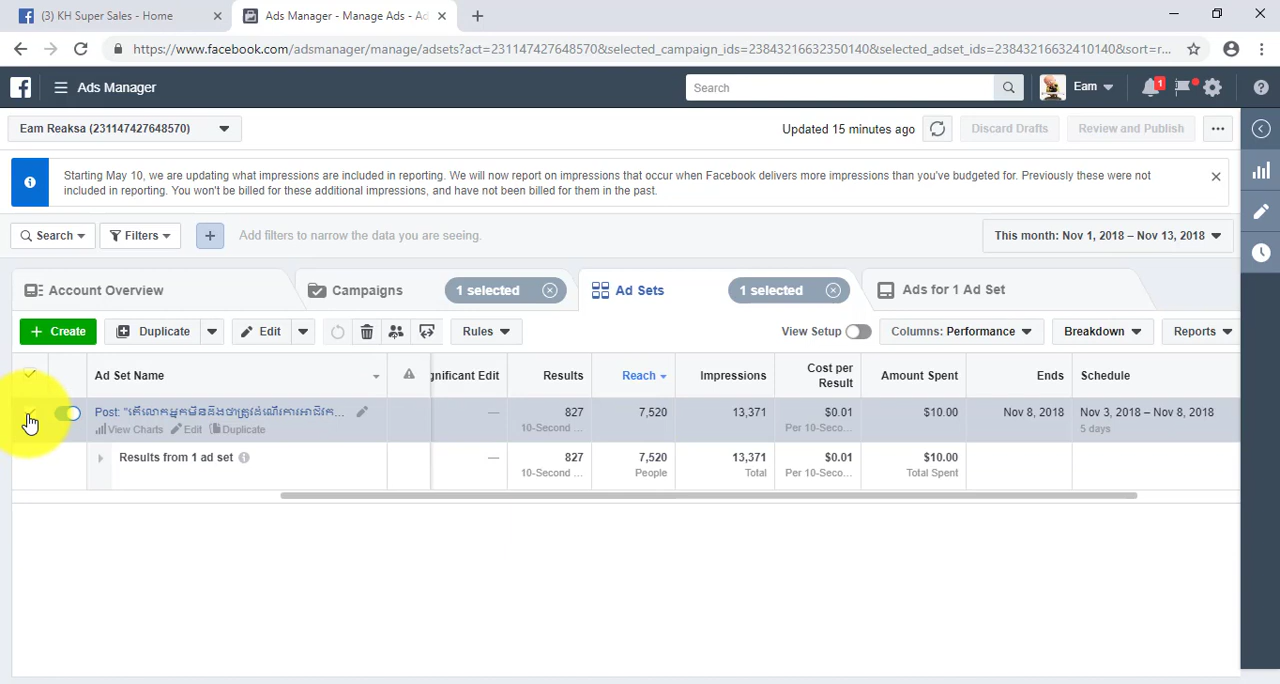 (3) KH Super Sales - Home
Ads Manager - Manage Ads - Ad
https://www.facebook.com/adsmanager/manage/adsets?act=231147427648570&selected_campaign_ids=23843216632350140&selected_adset_ids=23843216632410140&sort=r...
Ads Manager
Search
Eam
1
Eam Reaksa (231147427648570)
Updated 15 minutes ago
Discard Drafts
Review and Publish
Starting May 10, we are updating what impressions are included in reporting. We will now report on impressions that occur when Facebook delivers more impressions than you've budgeted for. Previously these were not
included in reporting. You won't be billed for these additional impressions, and have not been billed for them in the past.
Search
Filters
Add filters to narrow the data you are seeing.
This month: Nov 1, 2018 – Nov 13, 2018
Account Overview
Campaigns
1 selected
Ad Sets
1 selected
Ads for 1 Ad Set
+ Create
Duplicate
Edit
Rules
View Setup
Columns: Performance
Breakdown
Reports
Ad Set Name
gnificant Edit
Results
Reach
Impressions
Cost per
Result
Amount Spent
Ends
Schedule
Post: "
—
827
7,520
13,371
$0.01
$10.00
Nov 8, 2018
Nov 3, 2018 – Nov 8, 2018
View Charts
Edit
Duplicate
10-Second ...
Per 10-Seco...
5 days
Results from 1 ad set
—
827
7,520
13,371
$0.01
$10.00
10-Second ...
People
Total
Per 10-Seco...
Total Spent